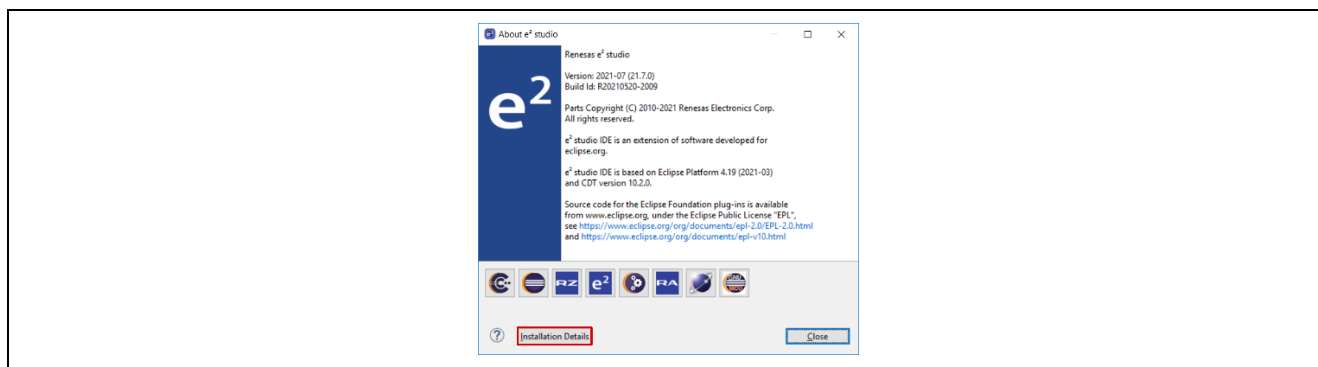 About e² studio
e²
Renesas e² studio
Version: 2021-07 (21.7.0)
Build Id: R20210520-2009
Parts Copyright (C) 2010-2021 Renesas Electronics Corp.
All rights reserved.
e² studio IDE is an extension of software developed for
eclipse.org.
e² studio IDE is based on Eclipse Platform 4.19 (2021-03)
and CDT version 10.2.0.
Source code for the Eclipse Foundation plug-ins is available
from www.eclipse.org, under the Eclipse Public License "EPL",
see https://www.eclipse.org/org/documents/epl-2.0/EPL-2.0.html
and https://www.eclipse.org/org/documents/epl-v10.html
RZ e² RA
Installation Details Close